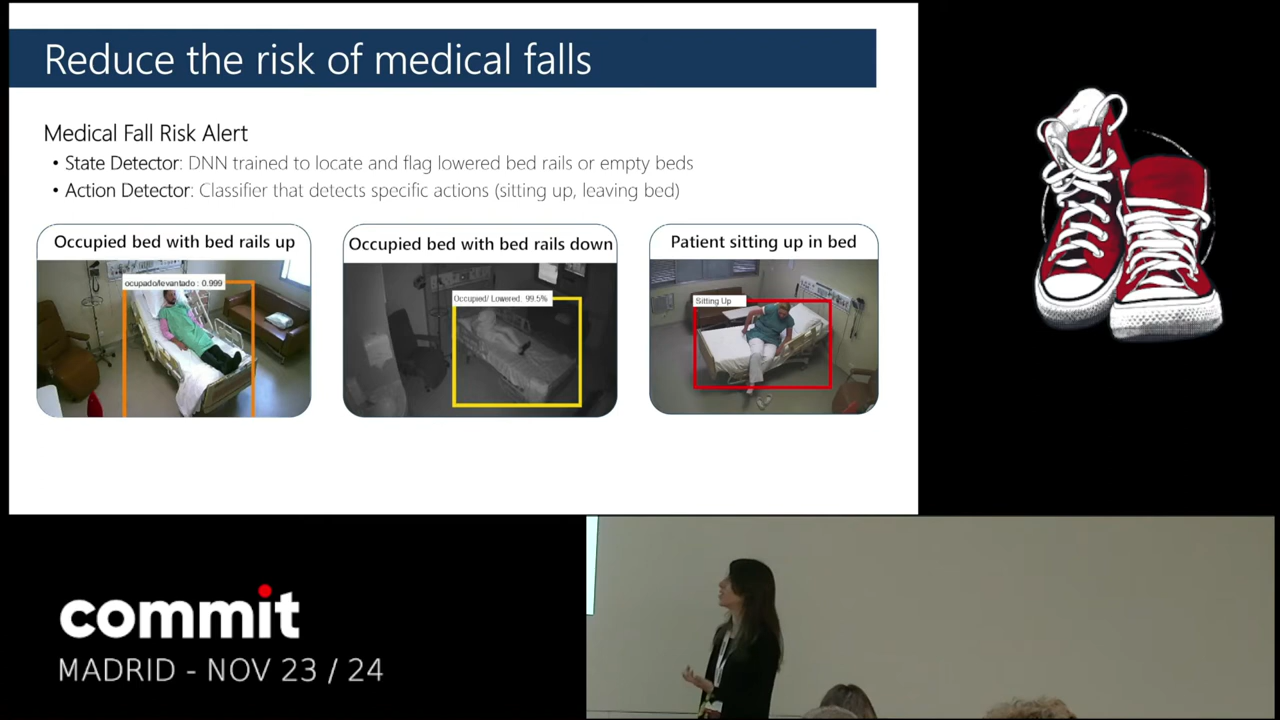 Reduce the risk of medical falls
Medical Fall Risk Alert
• State Detector: DNN trained to locate and flag lowered bed rails or empty beds
• Action Detector: Classifier that detects specific actions (sitting up, leaving bed)
Occupied bed with bed rails up
Occupied bed with bed rails down
Patient sitting up in bed
ocupado/levantado : 0.999
Occupied/ Lowered: 99.5%
Sitting Up
commit
MADRID - NOV 23 / 24